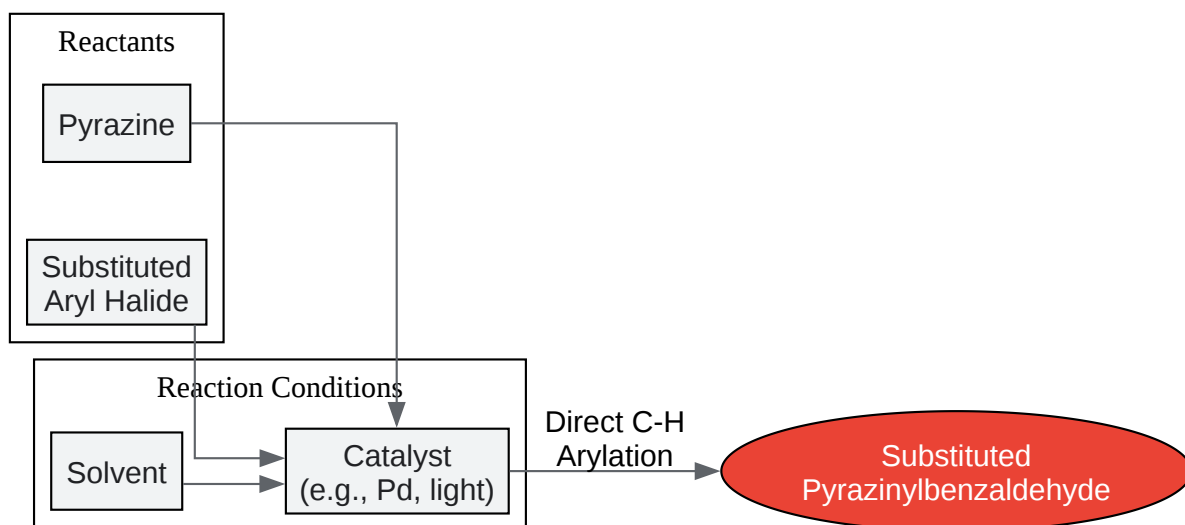 Reactants
Pyrazine
Substituted
Aryl Halide
Reaction Conditions
Solvent
Catalyst
(e.g., Pd, light)
Direct C-H
Arylation
Substituted
Pyrazinylbenzaldehyde